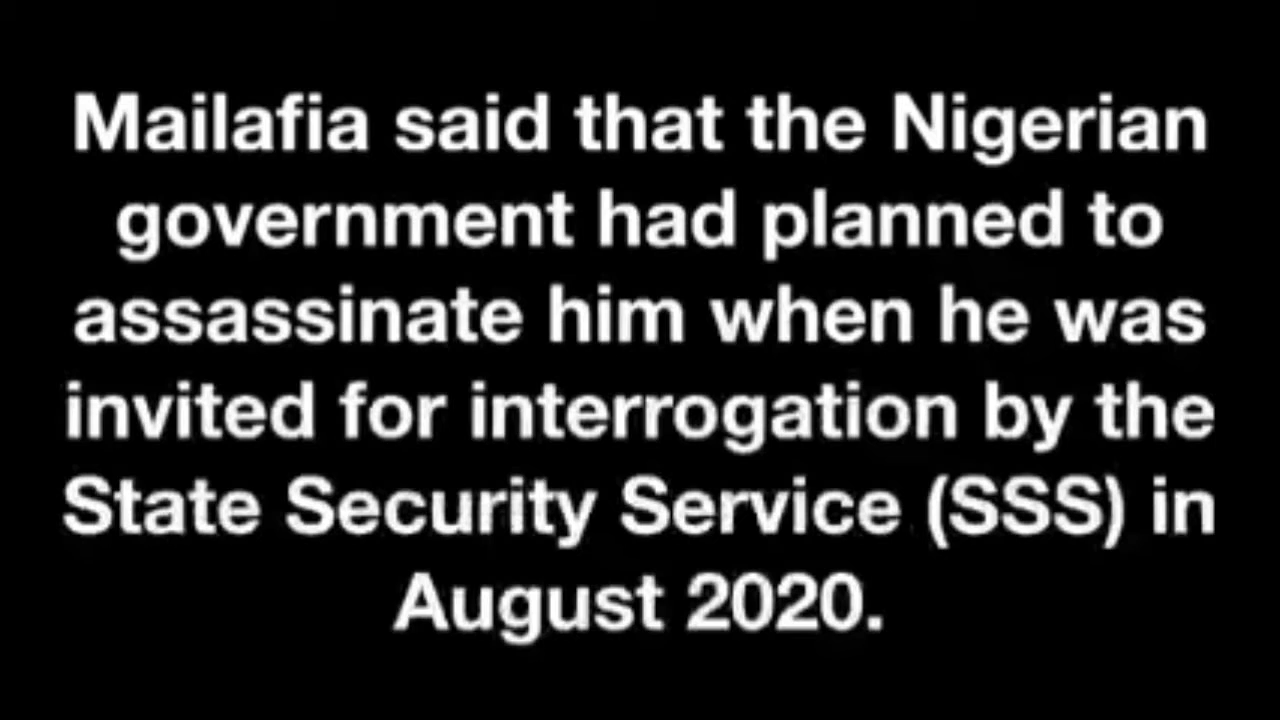 Mailafia said that the Nigerian
government had planned to
assassinate him when he was
invited for interrogation by the
State Security Service (SSS) in
August 2020.